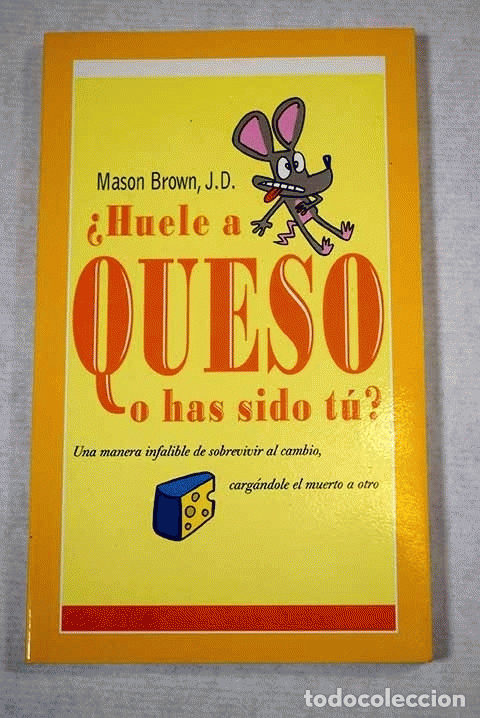 Mason Brown, J.D.
¿Huele a
QUESO
o has sido tú?
Una manera infalible de sobrevivir al cambio,
cargándole el muerto a otro
todocoleccion